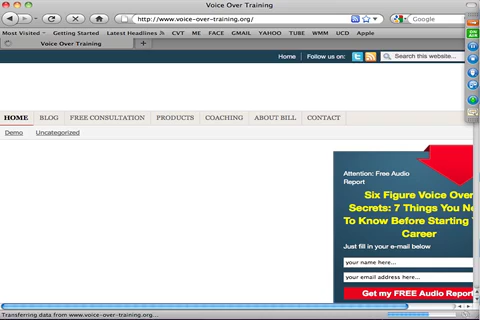 Voice Over Training
http://www.voice-over-training.org/
Google
Most Visited Getting Started Latest Headlines CVT ME FACE GMAIL YAHOO TUBE MMM UCD Apple
Voice Over Training
Home Follow us on: Search this website...
HOME BLOG FREE CONSULTATION PRODUCTS COACHING ABOUT BILL CONTACT
Demo Uncategorized
Attention: Free Audio
Report
Six Figure Voice Over
Secrets: 7 Things You Ne
To Know Before Starting
Career
Just fill in your e-mail below
your name here...
your email address here...
Get my FREE Audio Report
Transferring data from www.voice-over-training.org...